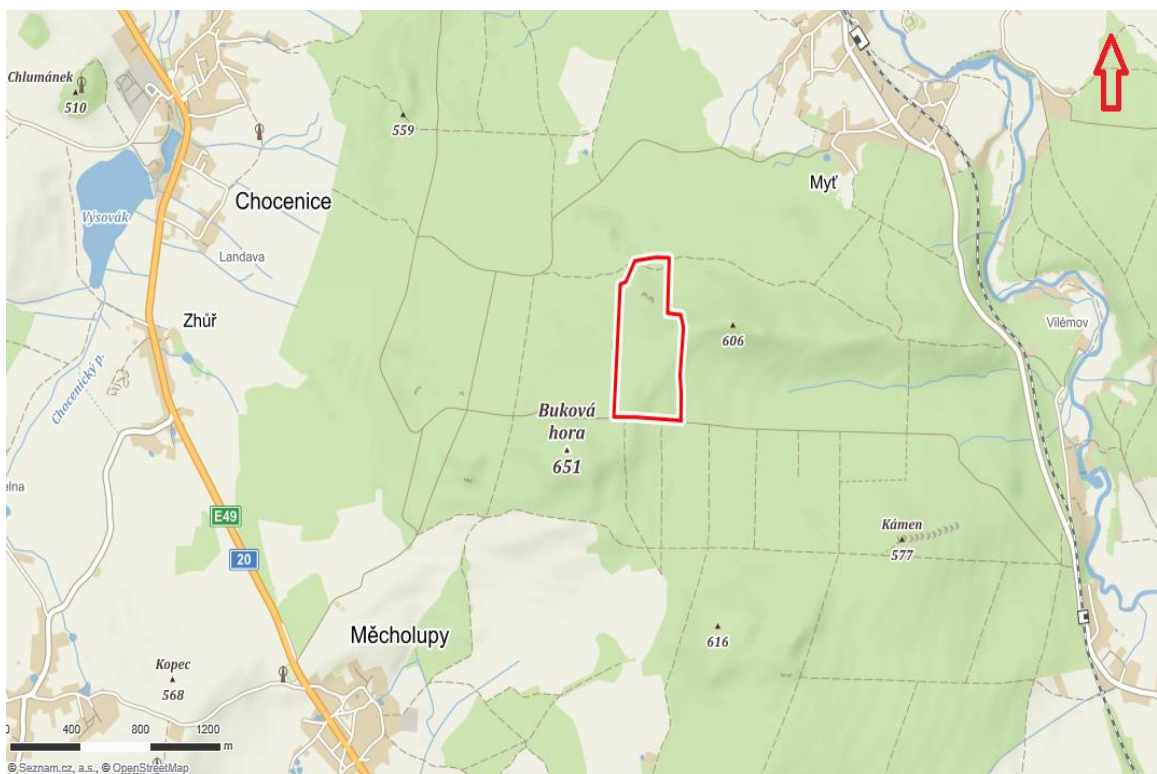 Chlumánek
510
559
Myť
Chocenice
Výsovák
Landava
Zhůř
Vilémov
606
Chocenický p.
Buková
hora
651
elna
E49
Kámen
577
20
Měcholupy
616
Kopec
568
0 400 800 1200
m
© Seznam.cz, a.s., © OpenStreetMap